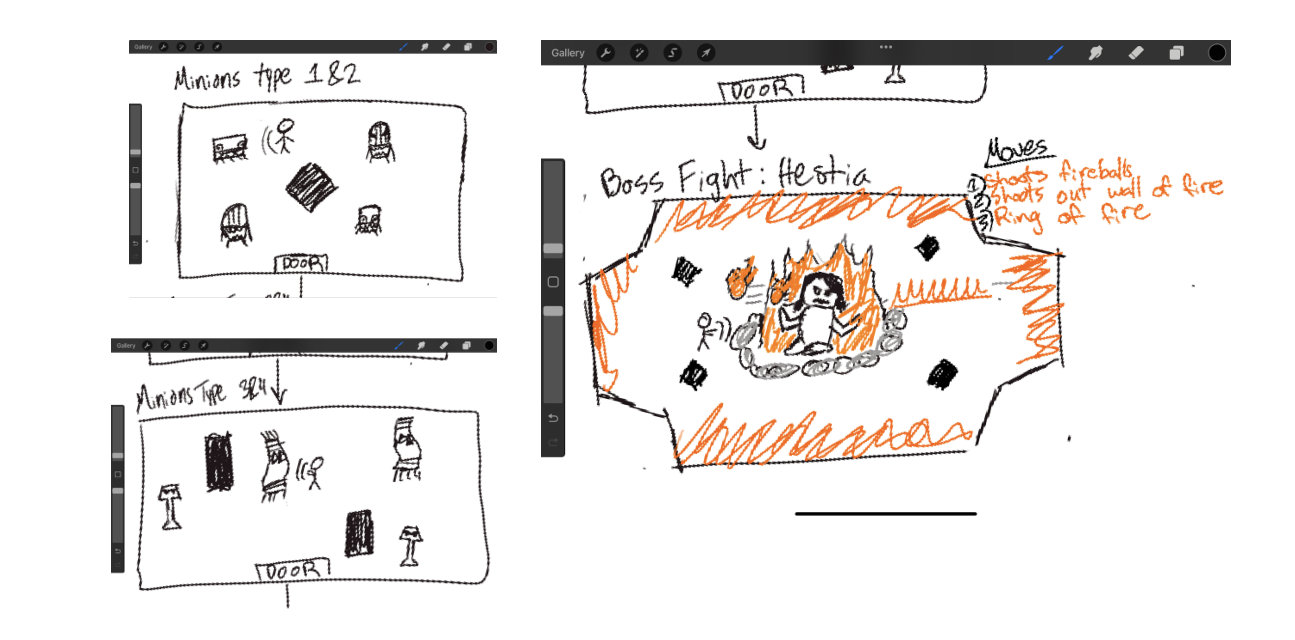 Gallery
Minions type 1&2
DOOR
Gallery
Minions Type 3&4
DOOR
Gallery
DOOR
Boss Fight: Hestia
Moves
1) Shoots fireballs
2) Shoots out wall of fire
3) Ring of fire